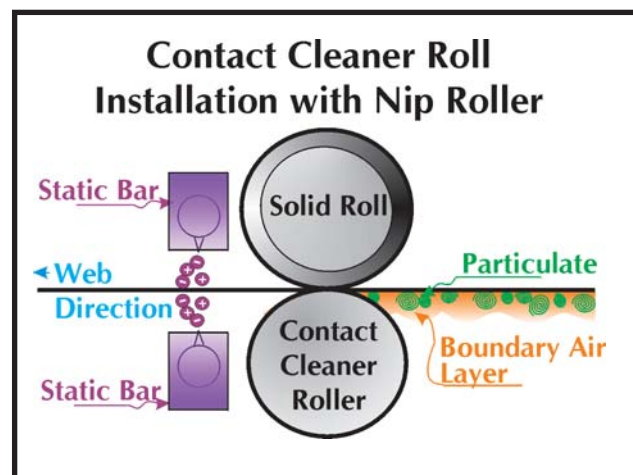 Contact Cleaner Roll
Installation with Nip Roller
Static Bar
Solid Roll
Web
Direction
Particulate
Contact
Cleaner
Roller
Boundary Air
Layer
Static Bar